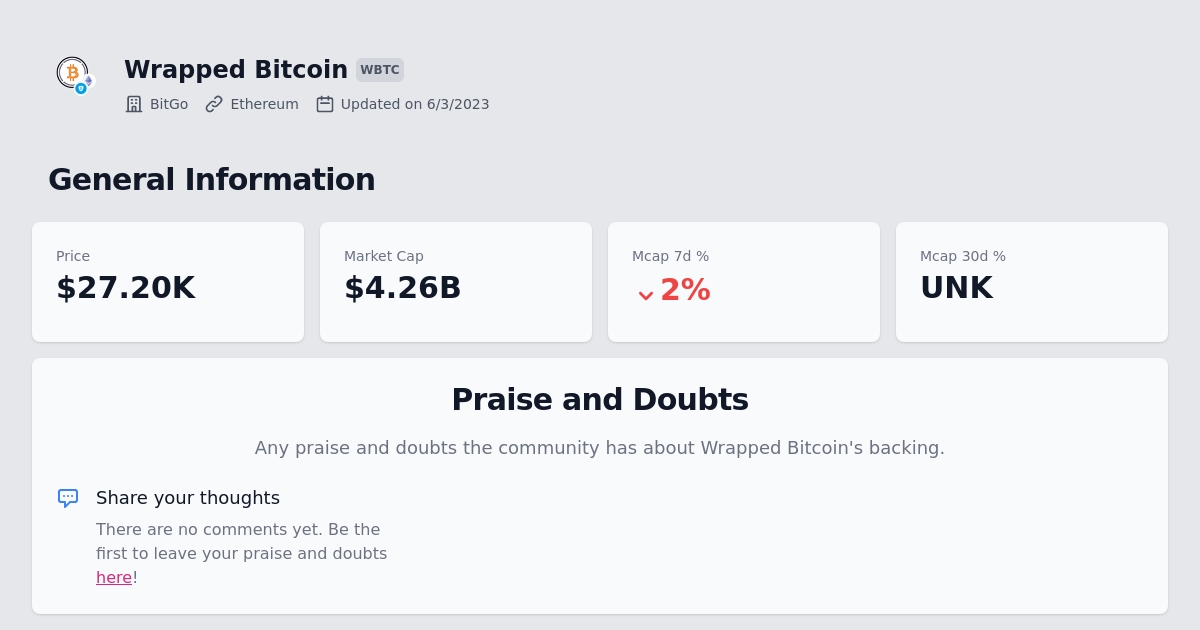 Wrapped Bitcoin WBTC
BitGo Ethereum Updated on 6/3/2023
General Information
Price
$27.20K
Market Cap
$4.26B
Mcap 7d %
2%
Mcap 30d %
UNK
Praise and Doubts
Any praise and doubts the community has about Wrapped Bitcoin's backing.
Share your thoughts
There are no comments yet. Be the
first to leave your praise and doubts
here!